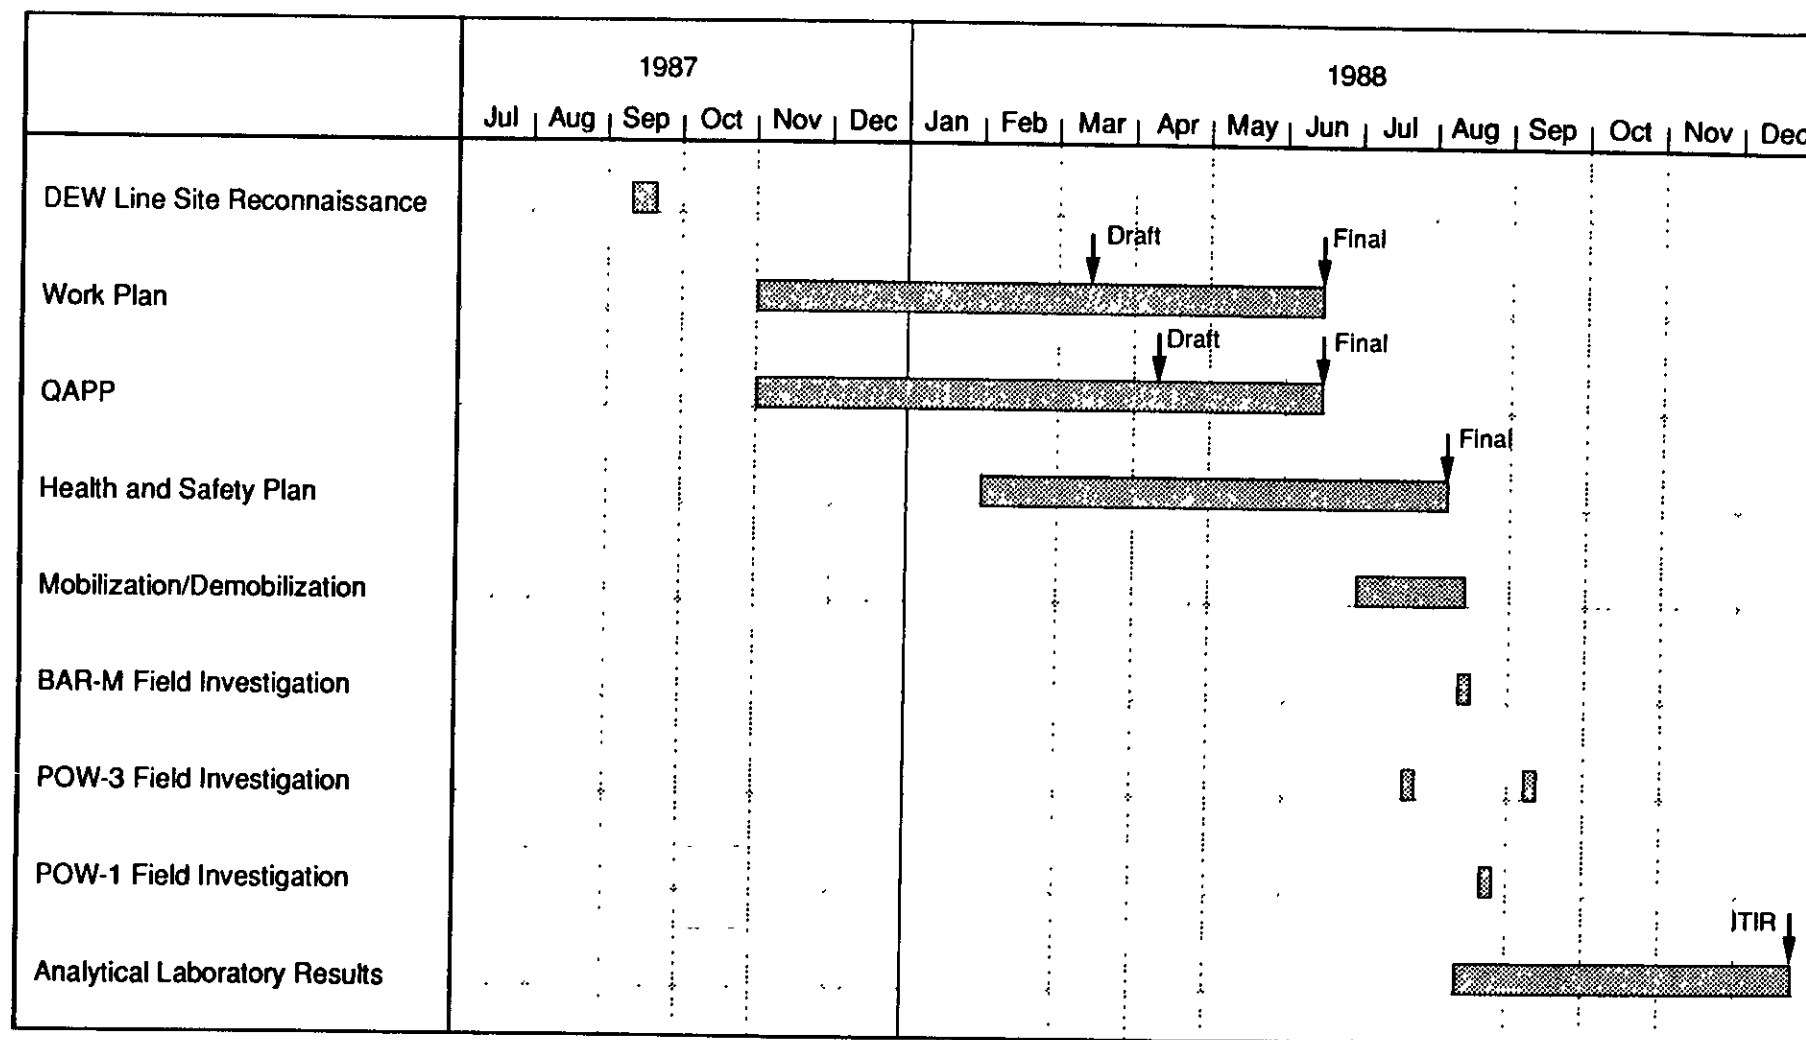 1987 1988
Jul Aug Sep Oct Nov Dec Jan Feb Mar Apr May Jun Jul Aug Sep Oct Nov Dec
DEW Line Site Reconnaissance
Draft Final
Work Plan
Draft Final
QAPP
Final
Health and Safety Plan
Mobilization/Demobilization
BAR-M Field Investigation
POW-3 Field Investigation
POW-1 Field Investigation
ITIR
Analytical Laboratory Results